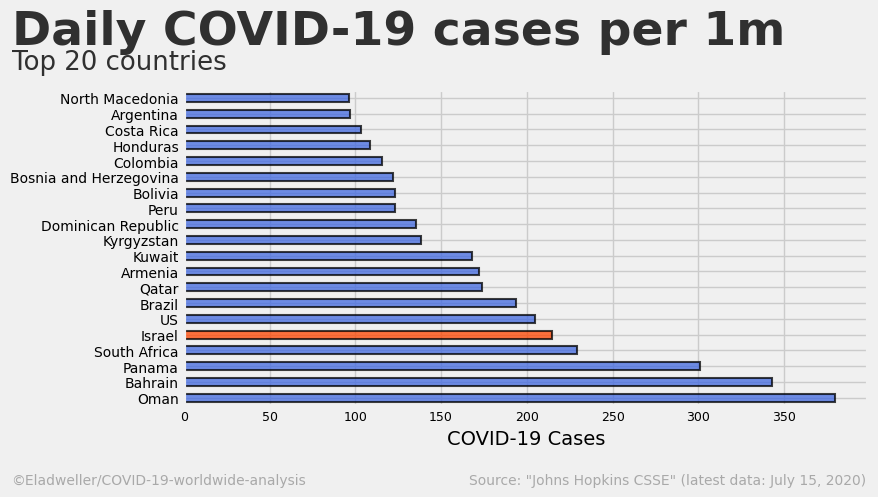 Daily COVID-19 cases per 1m
Top 20 countries
North Macedonia
Argentina
Costa Rica
Honduras
Colombia
Bosnia and Herzegovina
Bolivia
Peru
Dominican Republic
Kyrgyzstan
Kuwait
Armenia
Qatar
Brazil
US
Israel
South Africa
Panama
Bahrain
Oman
0 50 100 150 200 250 300 350
COVID-19 Cases
©Eladweller/COVID-19-worldwide-analysis
Source: "Johns Hopkins CSSE" (latest data: July 15, 2020)